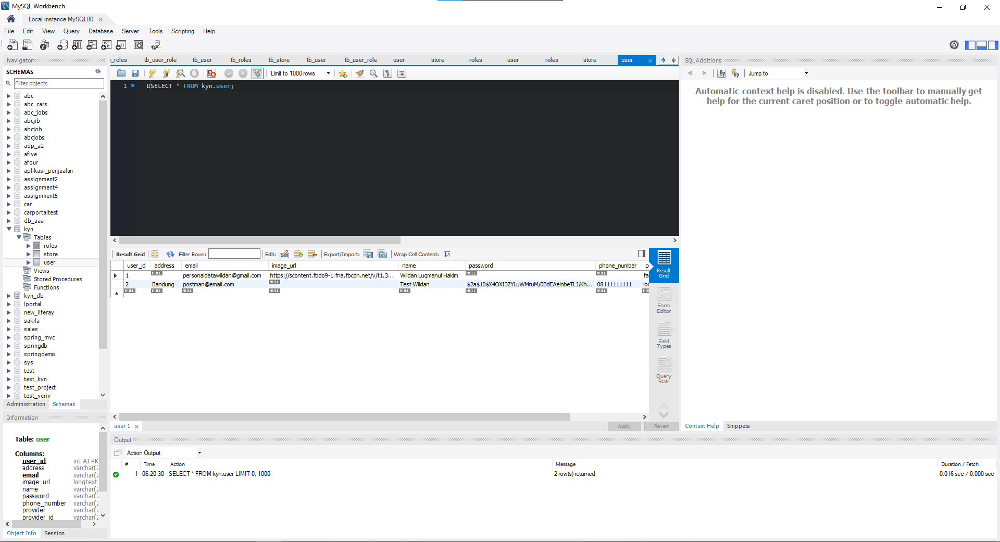 MySQL Workbench
Local instance MySQL80
File Edit View Query Database Server Tools Scripting Help
Navigator
SCHEMAS
Filter objects
abc
abc_cars
abc_jobs
abcjib
abcjob
abcjobs
adp_a2
afive
afour
aplikasi_penjualan
assignment2
assignment4
assignment5
car
carportaltest
db_aaa
kyn
Tables
roles
store
user
Views
Stored Procedures
Functions
kyn_db
lportal
new_liferay
sakila
sales
spring_mvc
springdb
springdemo
sys
test
test_kyn
test_project
test_veriv
Administration Schemas
Information
Table: user
Columns:
user_id int AI PK
address varchar(2
email varchar(2
image_url longtext
name varchar(2
password varchar(2
phone_number varchar(2
provider varchar(2
provider_id varchar(2
Object Info Session
_roles tb_user_role tb_user tb_roles tb_store tb_user tb_user_role user store roles user roles store user
Limit to 1000 rows
1 DSELECT * FROM kyn.user;
Result Grid Filter Rows: Edit: Export/Import: Wrap Cell Content:
user_id address email image_url name password phone_number p
1 NULL personaldatawildan@gmail.com https://scontent.fbdo9-1.fna.fbcdn.net/v/t1.3... Wildan Luqmanul Hakim NULL NULL fa
2 Bandung postman@email.com NULL Test Wildan $2a$10$X4OXI3ZYLuWMruM/0BdEAelnbeTLJ/Kh... 08111111111 loc
NULL NULL NULL NULL NULL NULL NULL NU
Result
Grid
Form
Editor
Field
Types
Query
Stats
user 1 Apply Revert
SQLAdditions
Jump to
Automatic context help is disabled. Use the toolbar to manually get
help for the current caret position or to toggle automatic help.
Context Help Snippets
Output
Action Output
# Time Action Message Duration / Fetch
1 06:20:30 SELECT * FROM kyn.user LIMIT 0, 1000 2 row(s) returned 0.016 sec / 0.000 sec